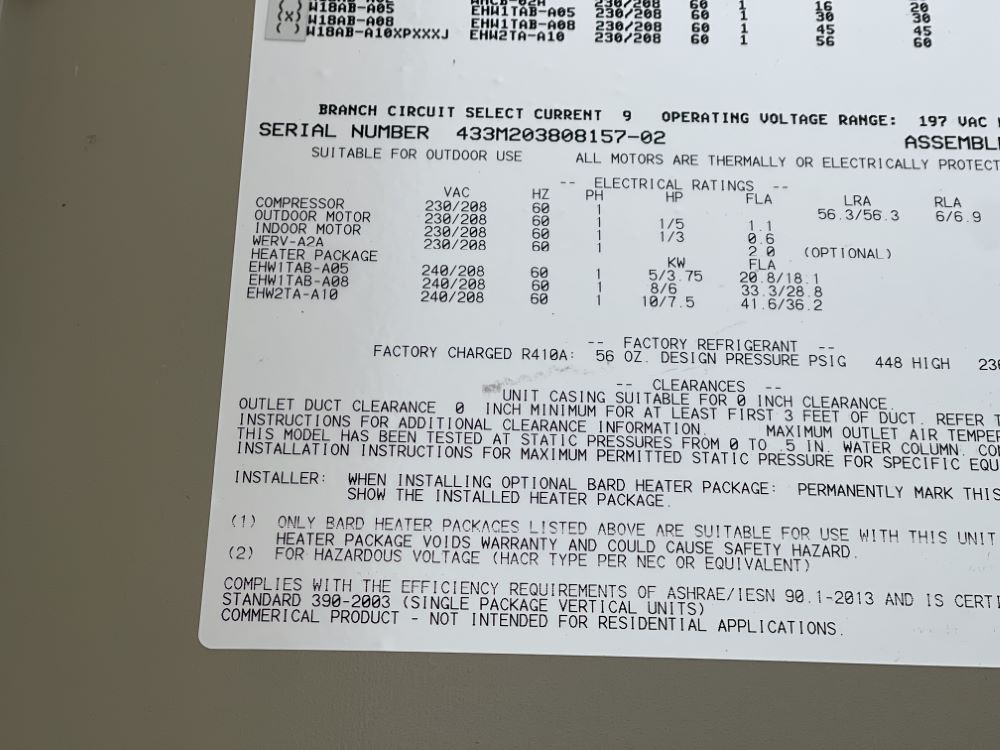 230/208 60 1 16 20
(X) W18AB-A05 EHW1TAB-A05 230/208 60 1 30 30
( ) W18AB-A08 EHW1TAB-A08 230/208 60 1 45 45
W18AB-A10XPXXXJ EHW2TA-A10 230/208 60 1 56 60
BRANCH CIRCUIT SELECT CURRENT 9 OPERATING VOLTAGE RANGE: 197 VAC
SERIAL NUMBER 433M203808157-02 ASSEMBL
SUITABLE FOR OUTDOOR USE ALL MOTORS ARE THERMALLY OR ELECTRICALLY PROTECT
-- ELECTRICAL RATINGS --
VAC HZ PH HP FLA LRA RLA
COMPRESSOR 230/208 60 1 56.3/56.3 6/6.9
OUTDOOR MOTOR 230/208 60 1 1/5 1.1
INDOOR MOTOR 230/208 60 1 1/3 0.6
WERV-A2A 230/208 60 1 2.0 (OPTIONAL)
HEATER PACKAGE KW FLA
EHW1TAB-A05 240/208 60 1 5/3.75 20.8/18.1
EHW1TAB-A08 240/208 60 1 8/6 33.3/28.8
EHW2TA-A10 240/208 60 1 10/7.5 41.6/36.2
-- FACTORY REFRIGERANT --
FACTORY CHARGED R410A: 56 OZ. DESIGN PRESSURE PSIG 448 HIGH 23
-- CLEARANCES --
UNIT CASING SUITABLE FOR 0 INCH CLEARANCE
OUTLET DUCT CLEARANCE 0 INCH MINIMUM FOR AT LEAST FIRST 3 FEET OF DUCT. REFER T
INSTRUCTIONS FOR ADDITIONAL CLEARANCE INFORMATION. MAXIMUM OUTLET AIR TEMPER
THIS MODEL HAS BEEN TESTED AT STATIC PRESSURES FROM 0 TO .5 IN. WATER COLUMN. CO
INSTALLATION INSTRUCTIONS FOR MAXIMUM PERMITTED STATIC PRESSURE FOR SPECIFIC EQU
INSTALLER: WHEN INSTALLING OPTIONAL BARD HEATER PACKAGE: PERMANENTLY MARK THIS
SHOW THE INSTALLED HEATER PACKAGE.
(1) ONLY BARD HEATER PACKAGES LISTED ABOVE ARE SUITABLE FOR USE WITH THIS UNIT
HEATER PACKAGE VOIDS WARRANTY AND COULD CAUSE SAFETY HAZARD.
(2) FOR HAZARDOUS VOLTAGE (HACR TYPE PER NEC OR EQUIVALENT)
COMPLIES WITH THE EFFICIENCY REQUIREMENTS OF ASHRAE/IESN 90.1-2013 AND IS CERTI
STANDARD 390-2003 (SINGLE PACKAGE VERTICAL UNITS)
COMMERICAL PRODUCT - NOT INTENDED FOR RESIDENTIAL APPLICATIONS.